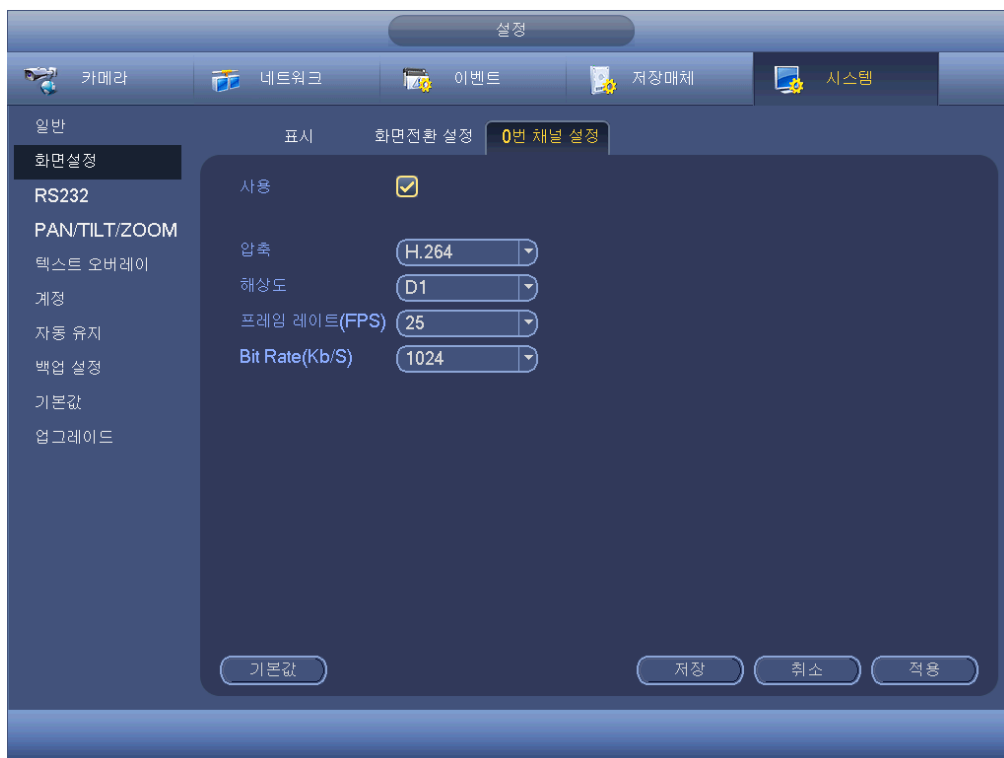 설정
카메라 네트워크 이벤트 저장매체 시스템
일반
화면설정
RS232
PAN/TILT/ZOOM
텍스트 오버레이
계정
자동 유지
백업 설정
기본값
업그레이드
표시 화면전환 설정 0번 채널 설정
사용
압축 H.264
해상도 D1
프레임 레이트(FPS) 25
Bit Rate(Kb/S) 1024
기본값 저장 취소 적용